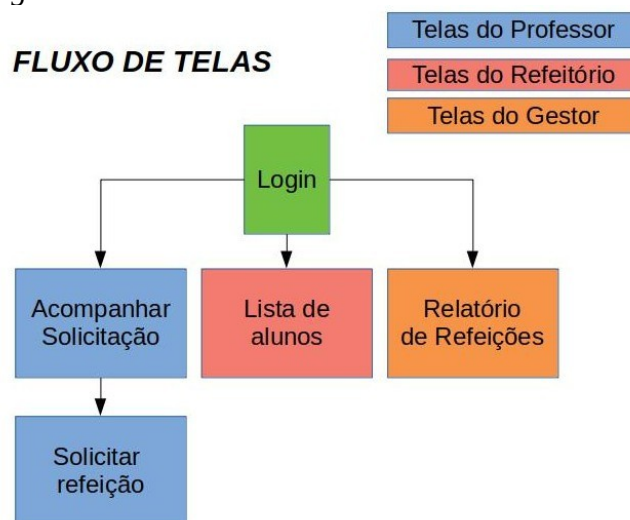 g
FLUXO DE TELAS
Telas do Professor
Telas do Refeitório
Telas do Gestor
Login
Acompanhar
Solicitação
Lista de
alunos
Relatório
de Refeições
Solicitar
refeição